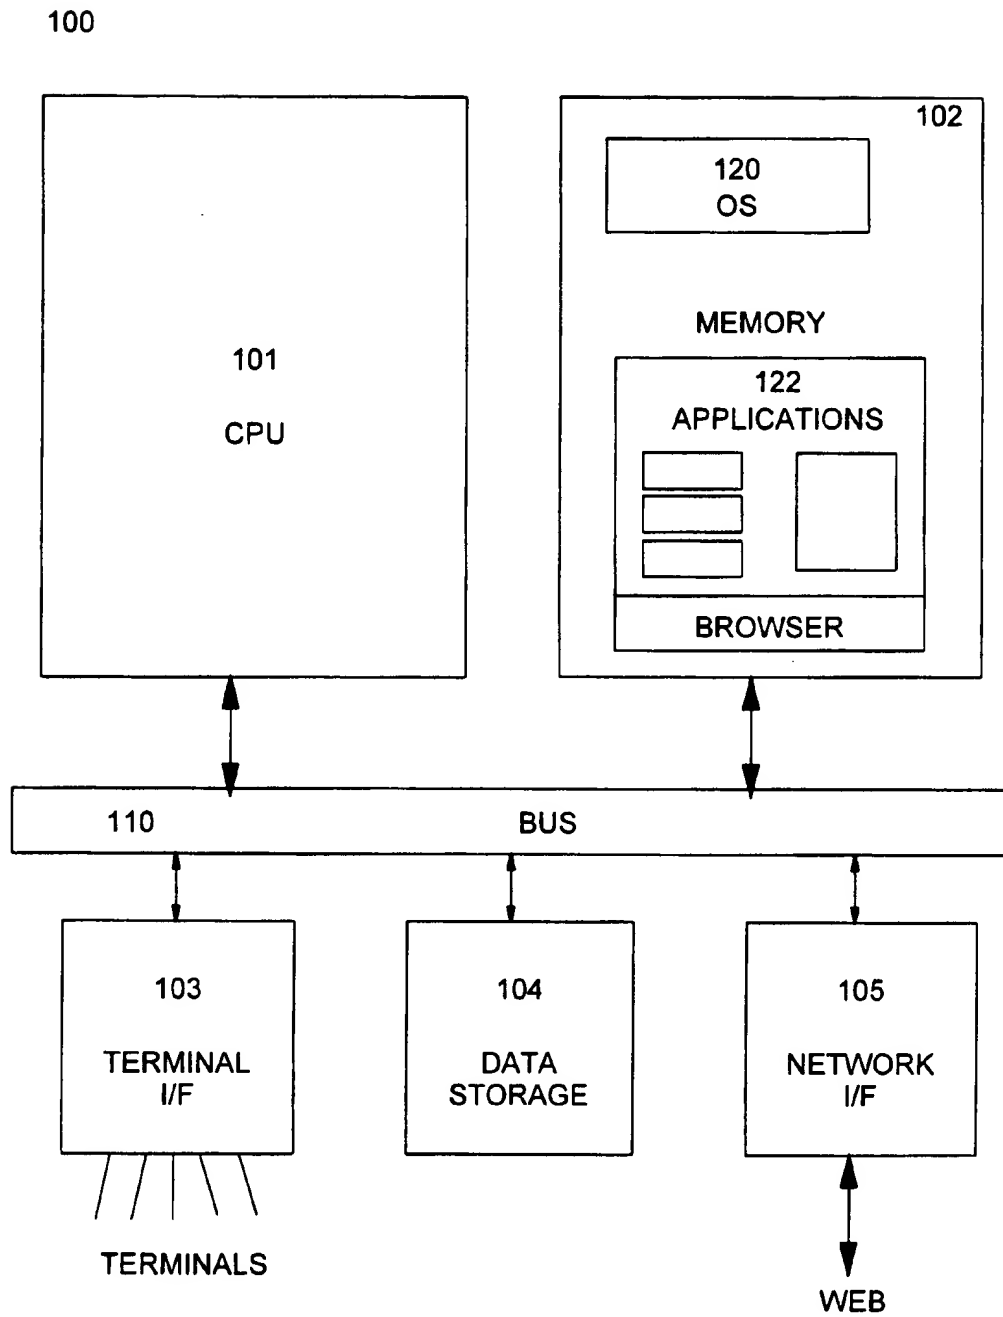 100
102
120
OS
MEMORY
101
CPU
122
APPLICATIONS
BROWSER
110
BUS
103
TERMINAL
I/F
104
DATA
STORAGE
105
NETWORK
I/F
TERMINALS
WEB